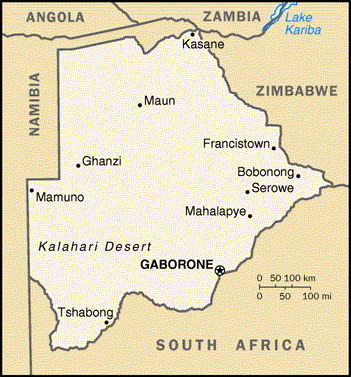 ANGOLA
ZAMBIA
Lake
Kariba
Kasane
NAMIBIA
ZIMBABWE
Maun
Francistown
Ghanzi
Bobonong
Serowe
Mamuno
Mahalapye
Kalahari Desert
GABORONE
0 50 100 km
0 50 100 mi
Tshabong
SOUTH AFRICA